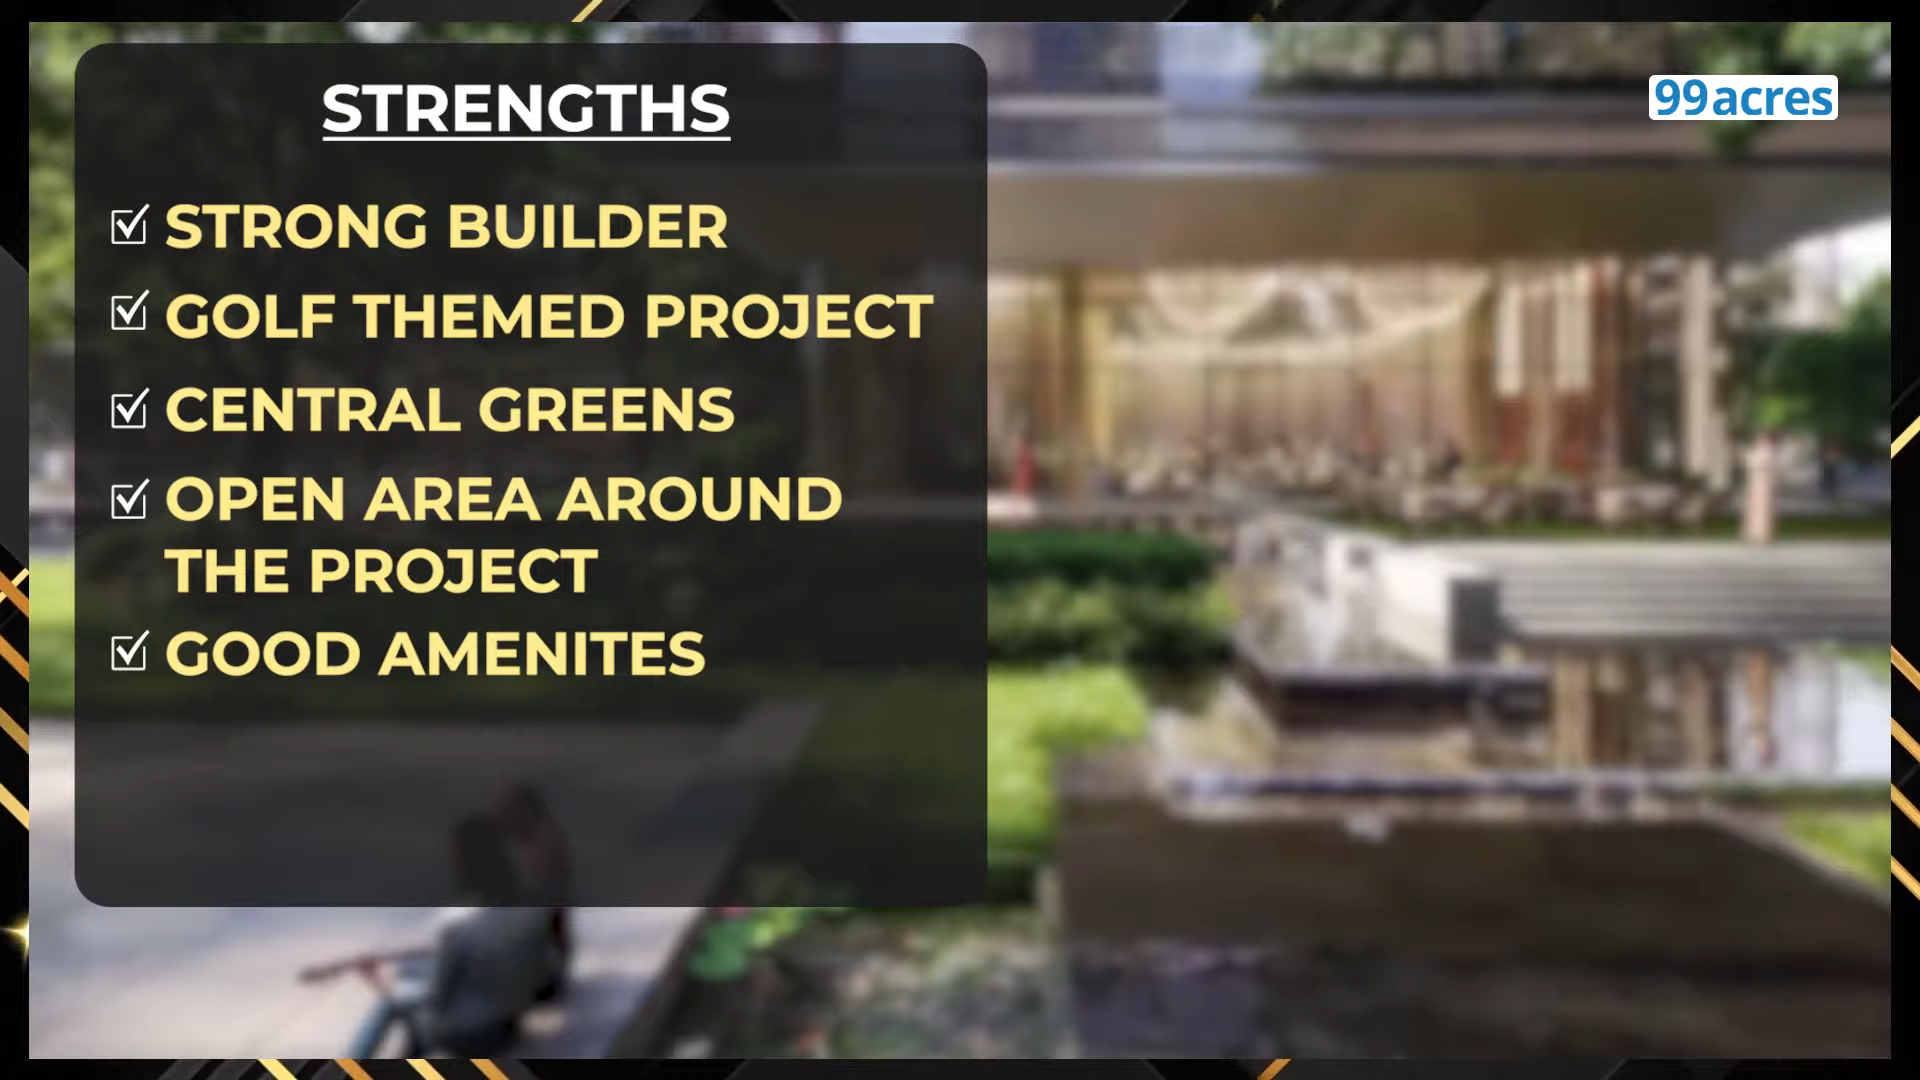 STRENGTHS
99acres
STRONG BUILDER
GOLF THEMED PROJECT
CENTRAL GREENS
OPEN AREA AROUND
THE PROJECT
GOOD AMENITES